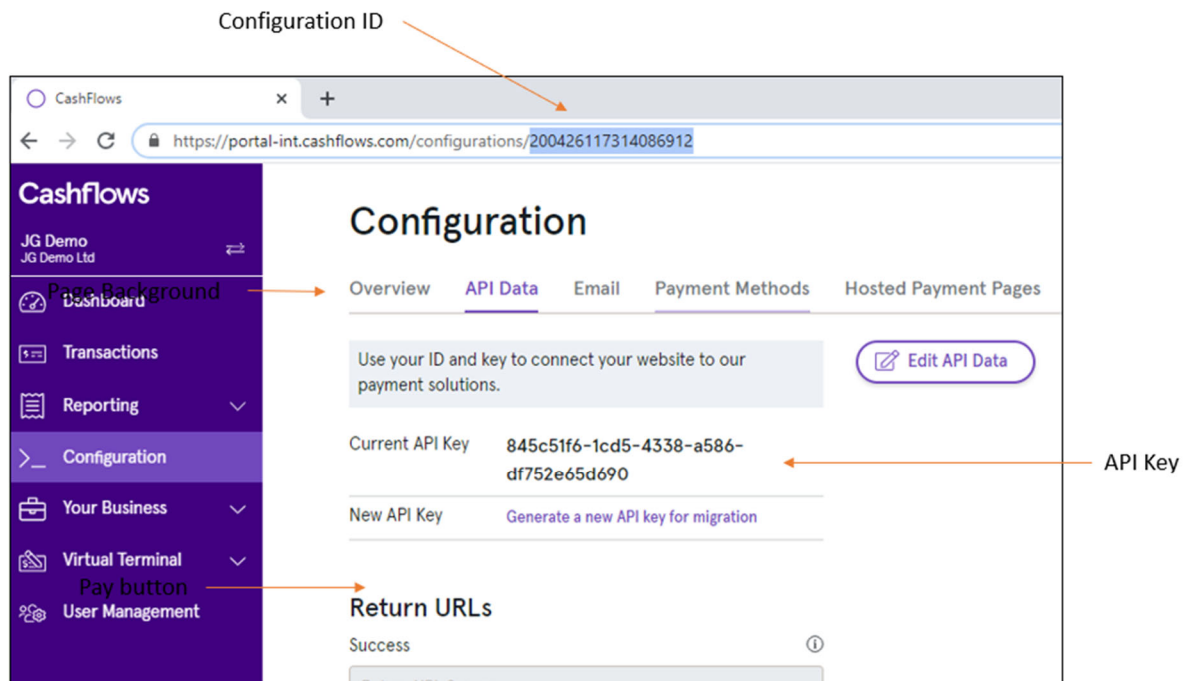 Configuration ID
CashFlows
https://portal-int.cashflows.com/configurations/200426117314086912
Cashflows
JG Demo
JG Demo Ltd
Configuration
Page Background
Dashboard
Overview API Data Email Payment Methods Hosted Payment Pages
Transactions
Use your ID and key to connect your website to our
payment solutions.
Edit API Data
Reporting
Current API Key
845c51f6-1cd5-4338-a586-
df752e65d690
API Key
Configuration
New API Key
Generate a new API key for migration
Your Business
Virtual Terminal
Pay button
User Management
Return URLs
Success